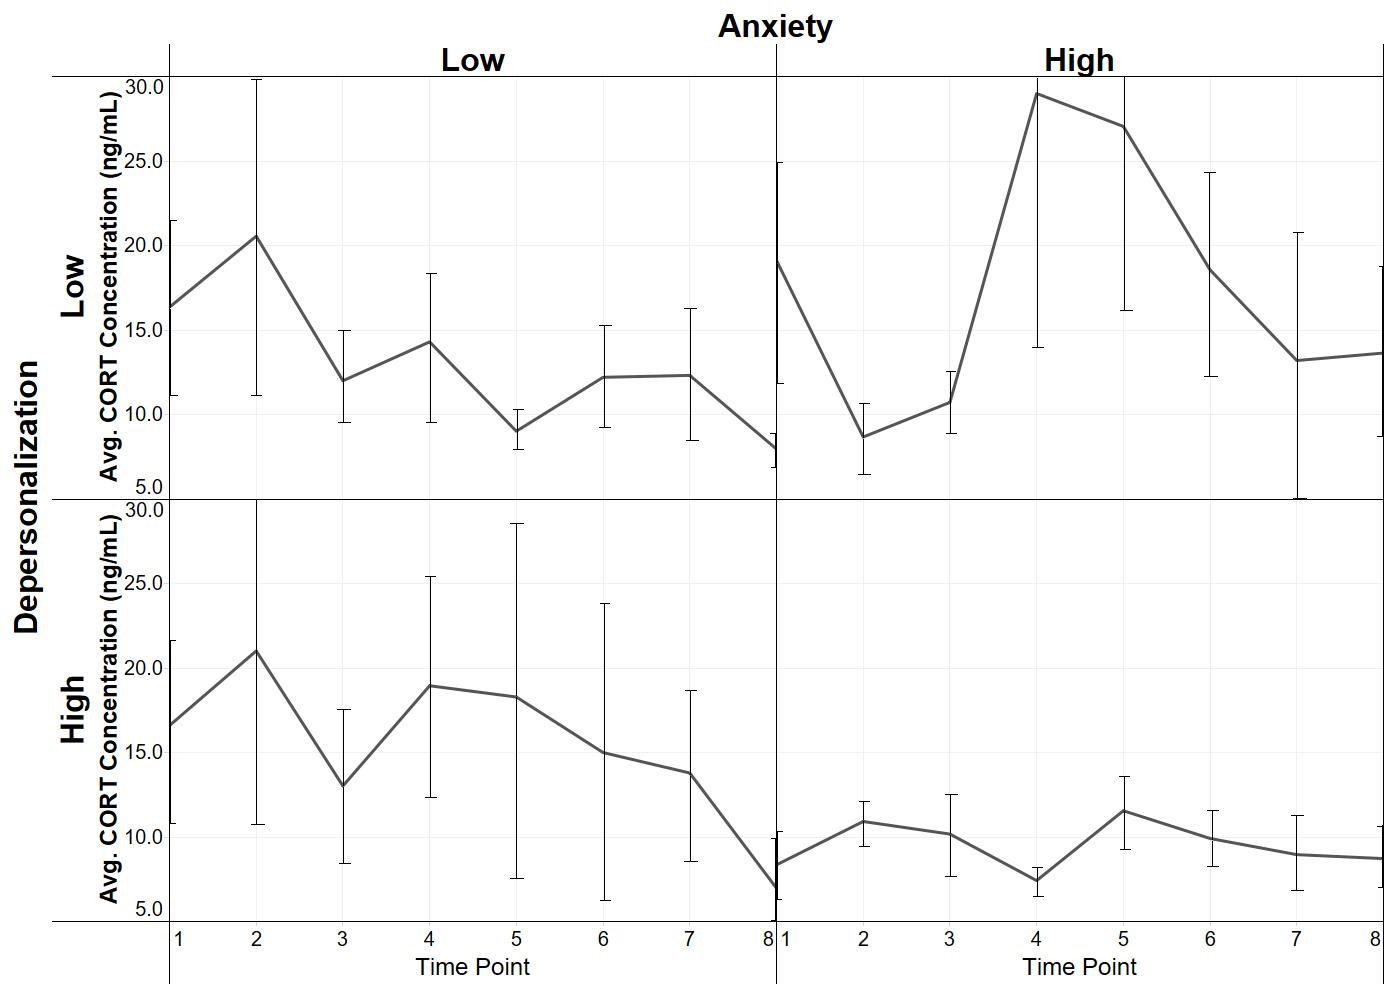 Anxiety
Low
High
Depersonalization
Low
Avg. CORT Concentration (ng/mL)
30.0
25.0
20.0
15.0
10.0
5.0
High
Avg. CORT Concentration (ng/mL)
30.0
25.0
20.0
15.0
10.0
5.0
1 2 3 4 5 6 7 8
1 2 3 4 5 6 7 8
Time Point
Time Point